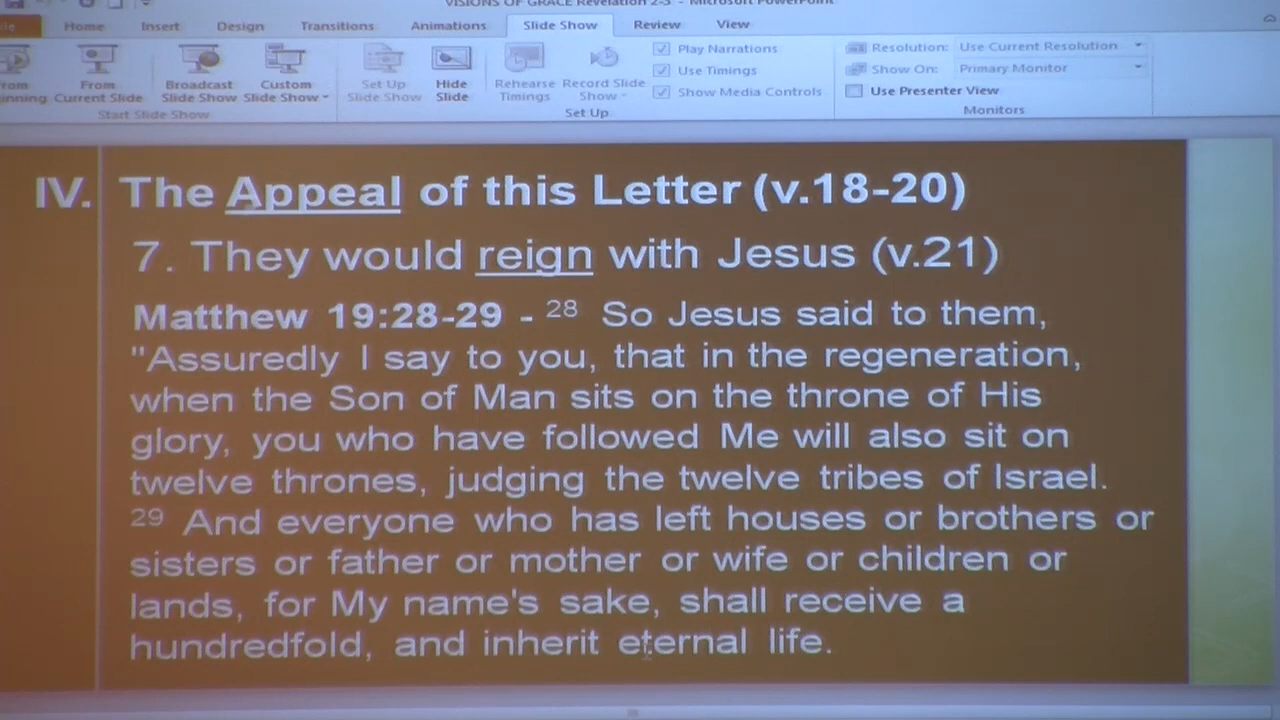 VISIONS OF GRACE Revelation 2-3 - Microsoft PowerPoint
Home Insert Design Transitions Animations Slide Show Review View
From Current Slide
Broadcast Slide Show
Custom Slide Show
Set Up Slide Show
Hide Slide
Rehearse Timings
Record Slide Show
Play Narrations
Use Timings
Show Media Controls
Resolution: Use Current Resolution
Show On: Primary Monitor
Use Presenter View
Start Slide Show
Set Up
Monitors
IV. The Appeal of this Letter (v.18-20)
7. They would reign with Jesus (v.21)
Matthew 19:28-29 - 28 So Jesus said to them,
"Assuredly I say to you, that in the regeneration,
when the Son of Man sits on the throne of His
glory, you who have followed Me will also sit on
twelve thrones, judging the twelve tribes of Israel.
29 And everyone who has left houses or brothers or
sisters or father or mother or wife or children or
lands, for My name's sake, shall receive a
hundredfold, and inherit eternal life.